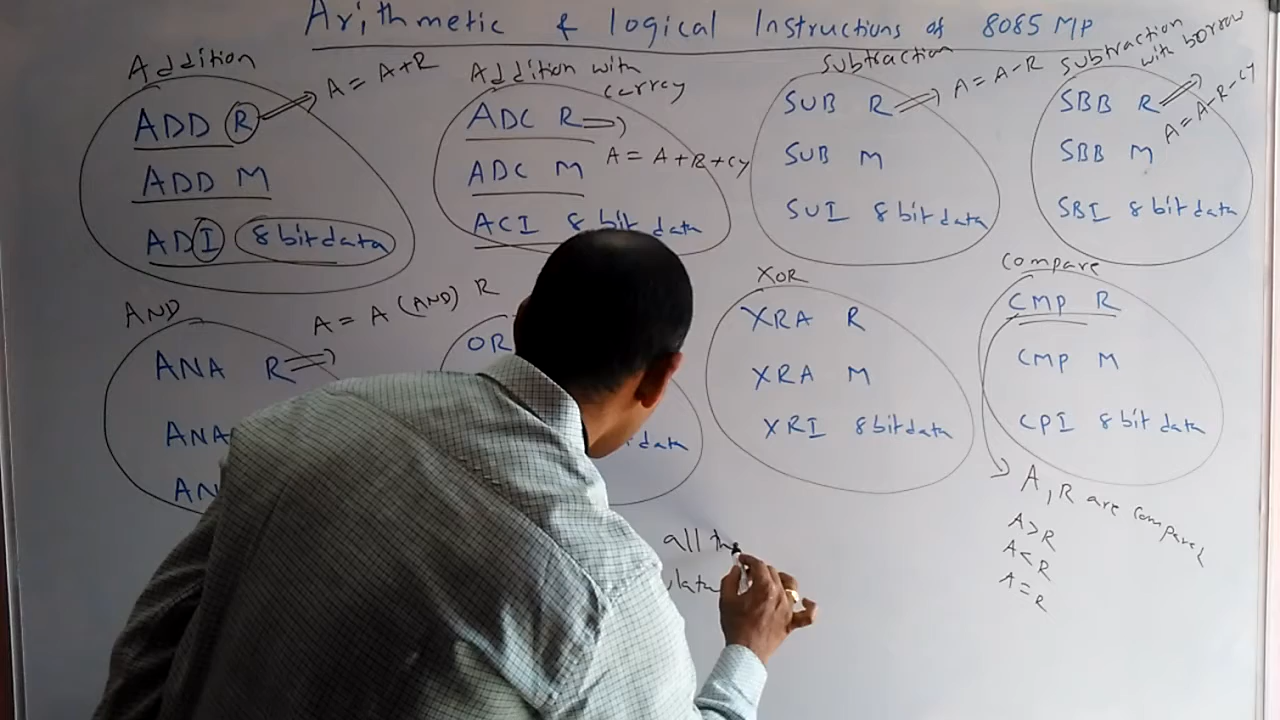 Arithmetic & logical Instructions of 8085 MP
Addition
ADD R
A = A+R
ADD M
ADI 8 bit data
Addition with
carrcy
ADC R
A = A+R+CY
ADC M
ACI 8 bit data
Subtraction
SUB R
A = A-R
SUB M
SUI 8 bit data
Subtraction
with borrow
SBB R
A = A-R-CY
SBB M
SBI 8 bit data
AND
A = A (AND) R
ANA R
ANA
AN
OR
data
XOR
XRA R
XRA M
XRI 8 bit data
Compare
CMP R
CMP M
CPI 8 bit data
A, R are compared
A>R
A<R
A=R
all